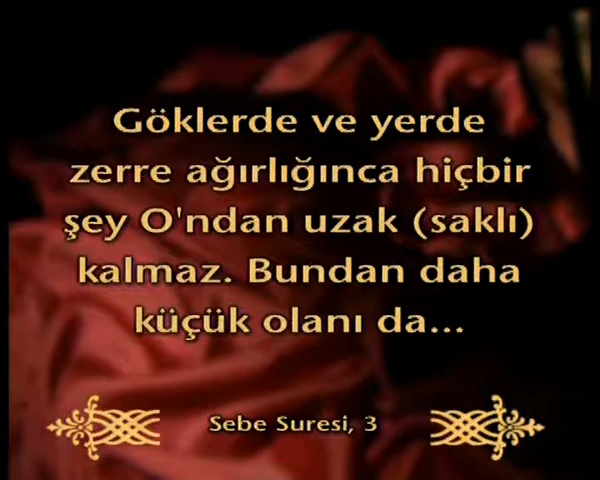 Göklerde ve yerde
zerre ağırlığınca hiçbir
şey O'ndan uzak (saklı)
kalmaz. Bundan daha
küçük olanı da...
Sebe Suresi, 3